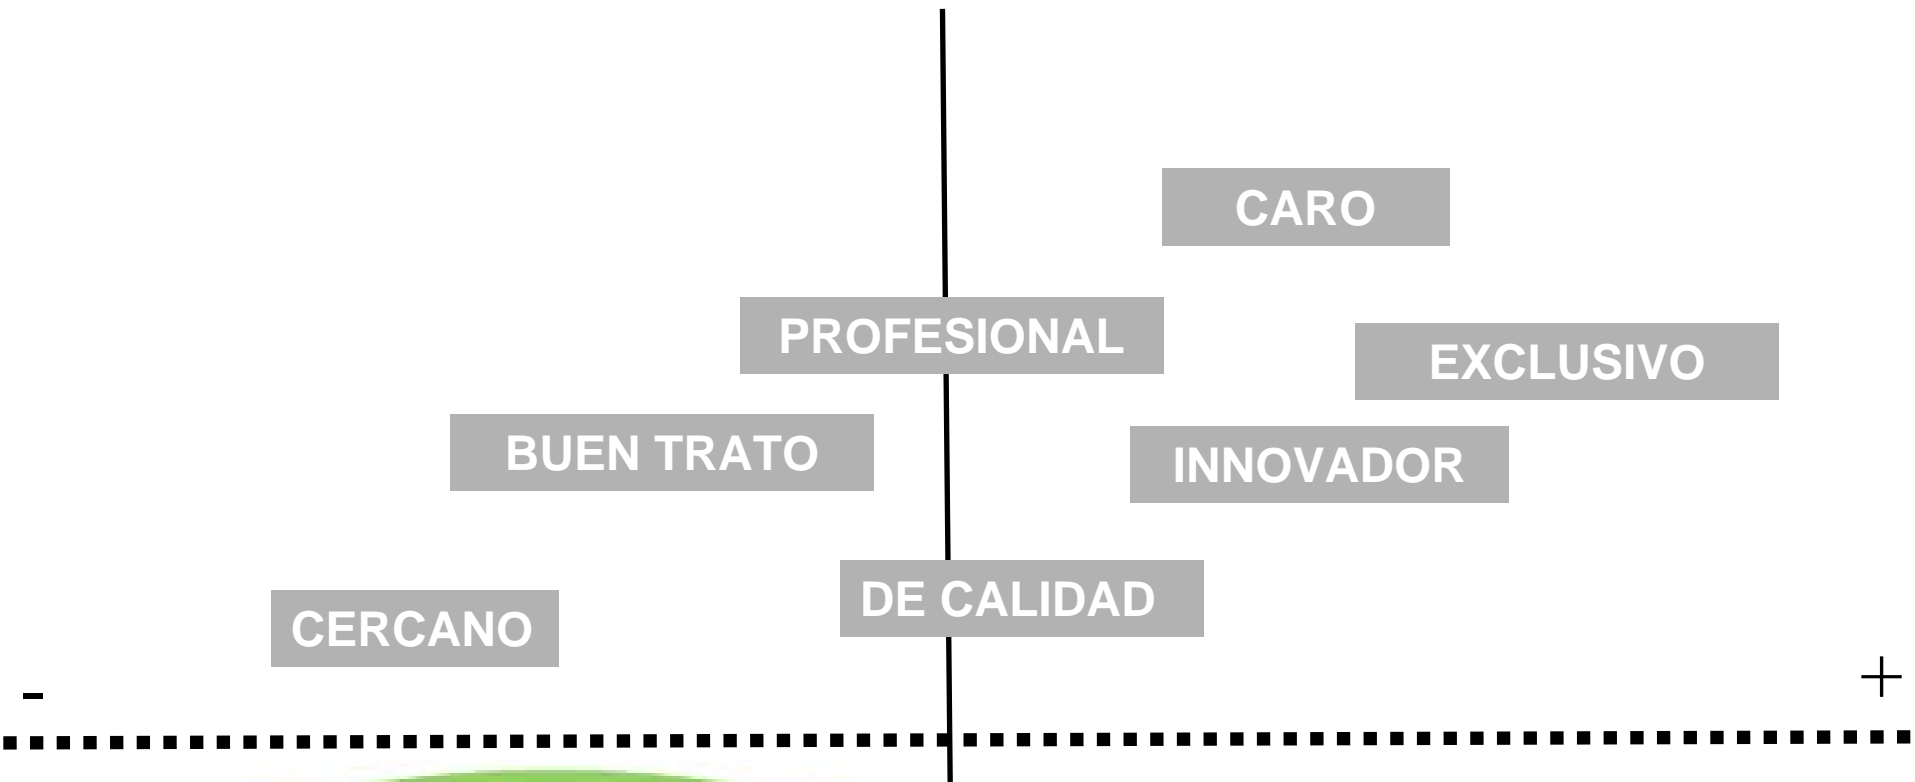 CARO
PROFESIONAL
EXCLUSIVO
BUEN TRATO
INNOVADOR
DE CALIDAD
CERCANO
-
+